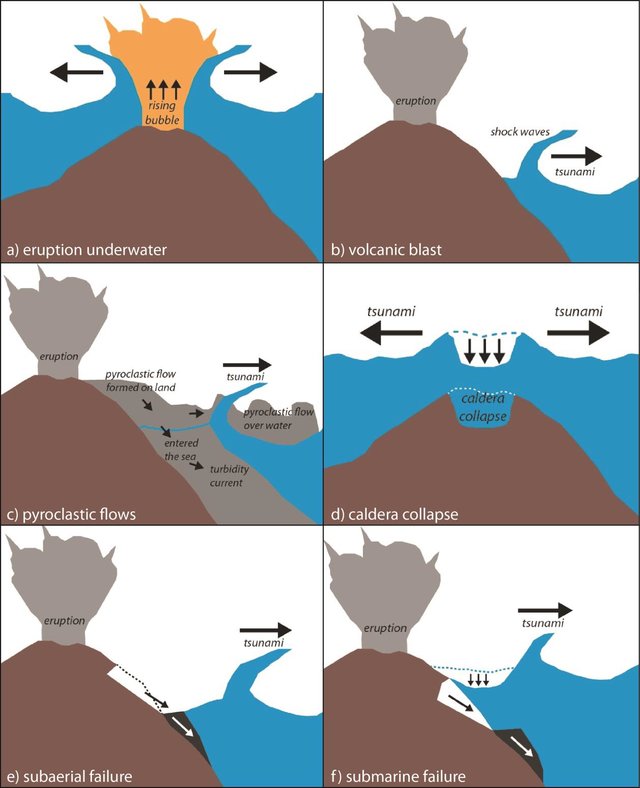 rising
bubble
a) eruption underwater
eruption
shock waves
tsunami
b) volcanic blast
eruption
pyroclastic flow
formed on land
tsunami
pyroclastic flow
over water
entered
the sea
turbidity
current
c) pyroclastic flows
tsunami
tsunami
caldera
collapse
d) caldera collapse
eruption
tsunami
e) subaerial failure
eruption
tsunami
f) submarine failure